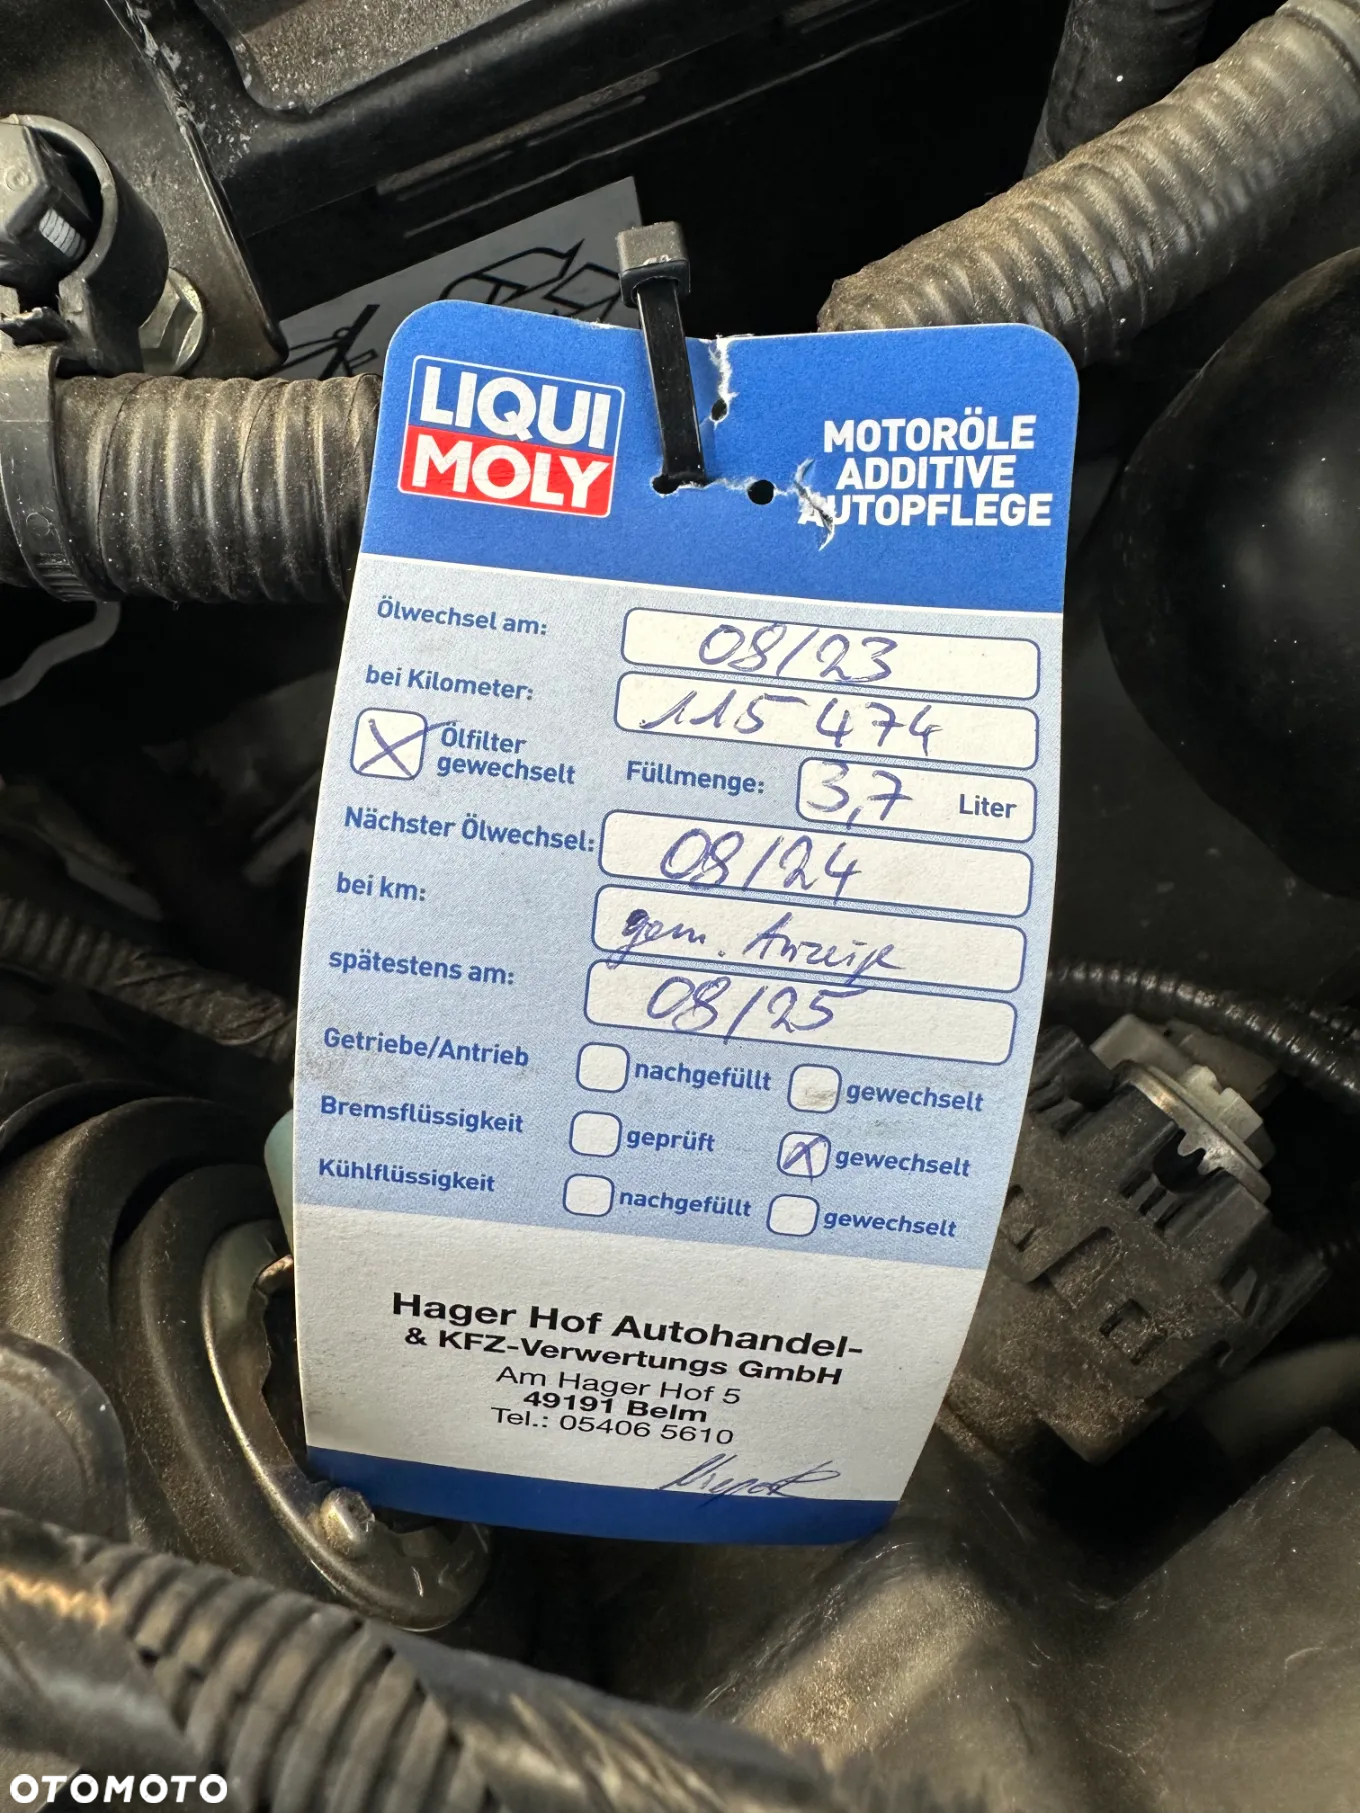 LIQUI
MOLY
MOTORÖLE
ADDITIVE
AUTOPFLEGE
Ölwechsel am: 08/23
bei Kilometer: 115 474
Ölfilter
gewechselt
Füllmenge: 3,7 Liter
Nächster Ölwechsel: 08/24
bei km: gem. Anzeige
spätestens am: 08/25
Getriebe/Antrieb nachgefüllt gewechselt
Bremsflüssigkeit geprüft gewechselt
Kühlflüssigkeit nachgefüllt gewechselt
Hager Hof Autohandel-
& KFZ-Verwertungs GmbH
Am Hager Hof 5
49191 Belm
Tel.: 05406 5610
OTOMOTO